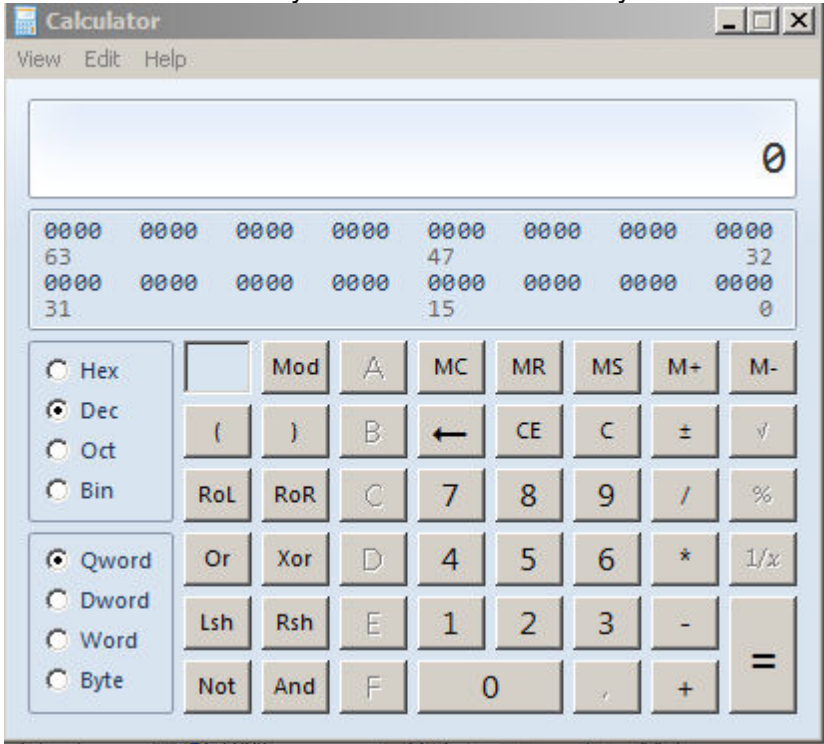 Calculator
View Edit Help
0
0000 0000 0000 0000 0000 0000 0000 0000
63 47 32
0000 0000 0000 0000 0000 0000 0000 0000
31 15 0
Hex Mod A MC MR MS M+ M-
Dec
( ) B ← CE C ± √
Oct
Bin RoL RoR C 7 8 9 / %
Qword Or Xor D 4 5 6 * 1/x
Dword
Lsh Rsh E 1 2 3 - =
Word
Byte Not And F 0 , +